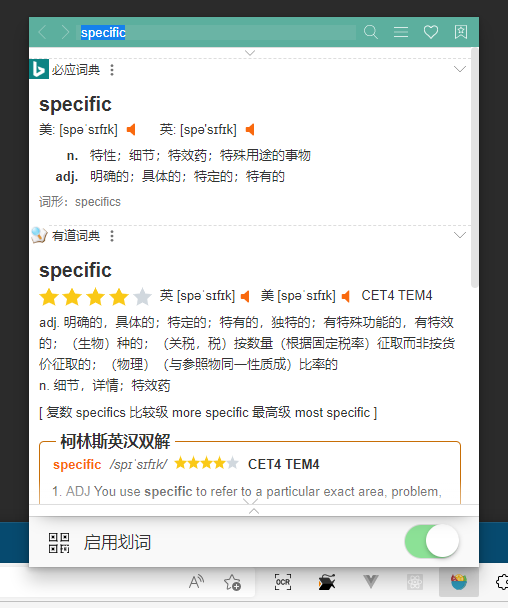 specific
必应词典
specific
美: [spəˈsɪfɪk] 英: [spə'sɪfɪk]
n. 特性；细节；特效药；特殊用途的事物
adj. 明确的；具体的；特定的；特有的
词形：specifics
有道词典
specific
英 [spəˈsɪfɪk] 美 [spəˈsɪfɪk] CET4 TEM4
adj. 明确的，具体的；特定的；特有的，独特的；有特殊功能的，有特效
的；（生物）种的；（关税，税）按数量（根据固定税率）征取而非按货
价征取的；（物理）（与参照物同一性质成）比率的
n. 细节，详情；特效药
[ 复数 specifics 比较级 more specific 最高级 most specific ]
柯林斯英汉双解
specific /spɪˈsɪfɪk/ CET4 TEM4
1. ADJ You use specific to refer to a particular exact area, problem,
启用划词
A
OCR